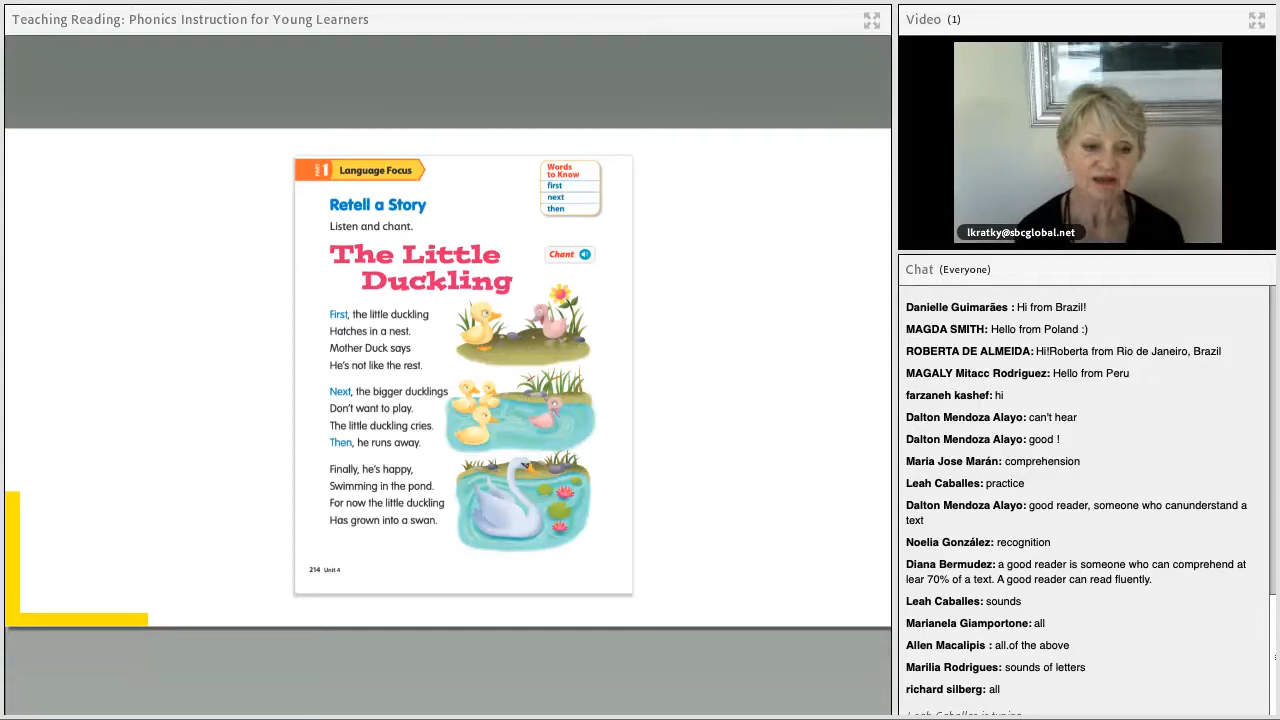 Teaching Reading: Phonics Instruction for Young Learners
PART 1 Language Focus
Words
to Know
first
next
then
Retell a Story
Listen and chant.
The Little
Duckling
Chant
First, the little duckling
Hatches in a nest.
Mother Duck says
He's not like the rest.
Next, the bigger ducklings
Don't want to play.
The little duckling cries.
Then, he runs away.
Finally, he's happy,
Swimming in the pond.
For now the little duckling
Has grown into a swan.
214 Unit 4
Video (1)
lkratky@sbcglobal.net
Chat (Everyone)
Danielle Guimarães : Hi from Brazil!
MAGDA SMITH: Hello from Poland :)
ROBERTA DE ALMEIDA: Hi!Roberta from Rio de Janeiro, Brazil
MAGALY Mitacc Rodriguez: Hello from Peru
farzaneh kashef: hi
Dalton Mendoza Alayo: can't hear
Dalton Mendoza Alayo: good !
Maria Jose Marán: comprehension
Leah Caballes: practice
Dalton Mendoza Alayo: good reader, someone who canunderstand a
text
Noelia González: recognition
Diana Bermudez: a good reader is someone who can comprehend at
lear 70% of a text. A good reader can read fluently.
Leah Caballes: sounds
Marianela Giamportone: all
Allen Macalipis : all.of the above
Marilia Rodrigues: sounds of letters
richard silberg: all
Leah Caballes is typing